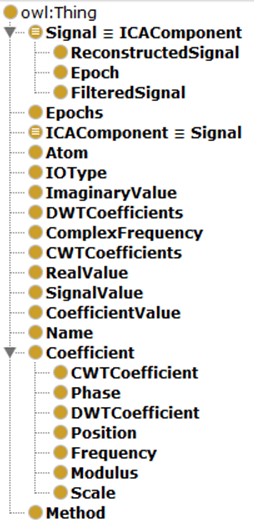 owl:Thing
Signal ≡ ICAComponent
ReconstructedSignal
Epoch
FilteredSignal
Epochs
ICAComponent ≡ Signal
Atom
IOType
ImaginaryValue
DWTCoefficients
ComplexFrequency
CWTCoefficients
RealValue
SignalValue
CoefficientValue
Name
Coefficient
CWTCoefficient
Phase
DWTCoefficient
Position
Frequency
Modulus
Scale
Method